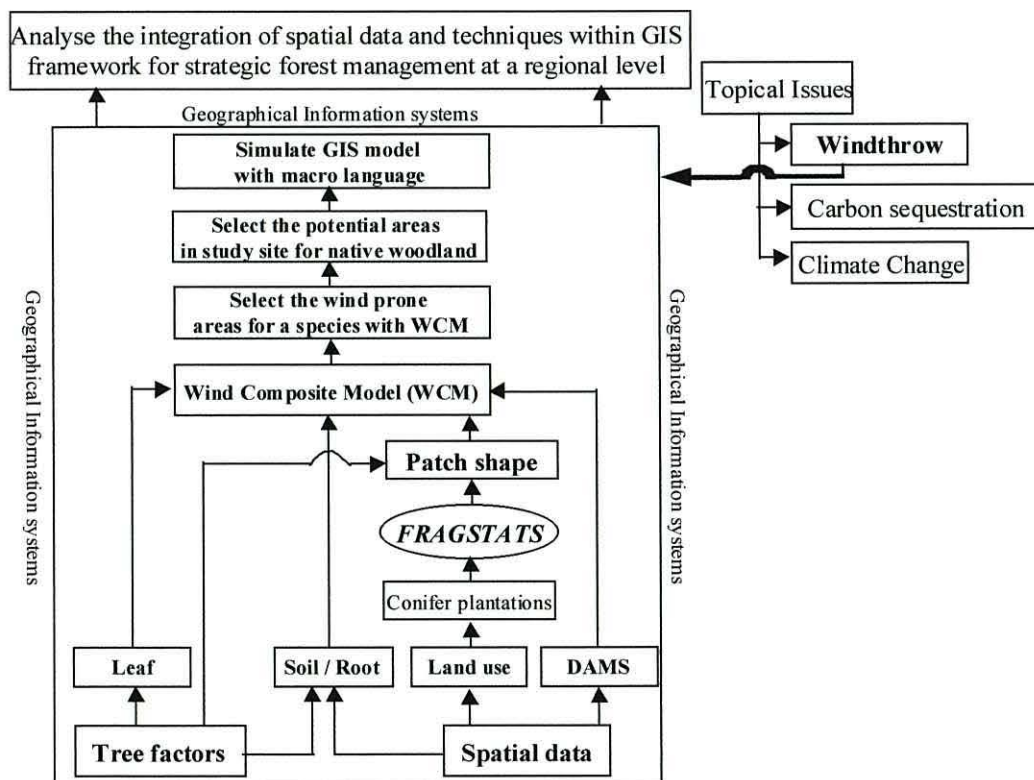 Analyse the integration of spatial data and techniques within GIS
framework for strategic forest management at a regional level
Topical Issues
Windthrow
Carbon sequestration
Climate Change
Geographical Information systems
Simulate GIS model
with macro language
Select the potential areas
in study site for native woodland
Select the wind prone
areas for a species with WCM
Wind Composite Model (WCM)
Patch shape
FRAGSTATS
Conifer plantations
Leaf
Soil / Root
Land use
DAMS
Tree factors
Spatial data
Geographical Information systems
Geographical Information systems